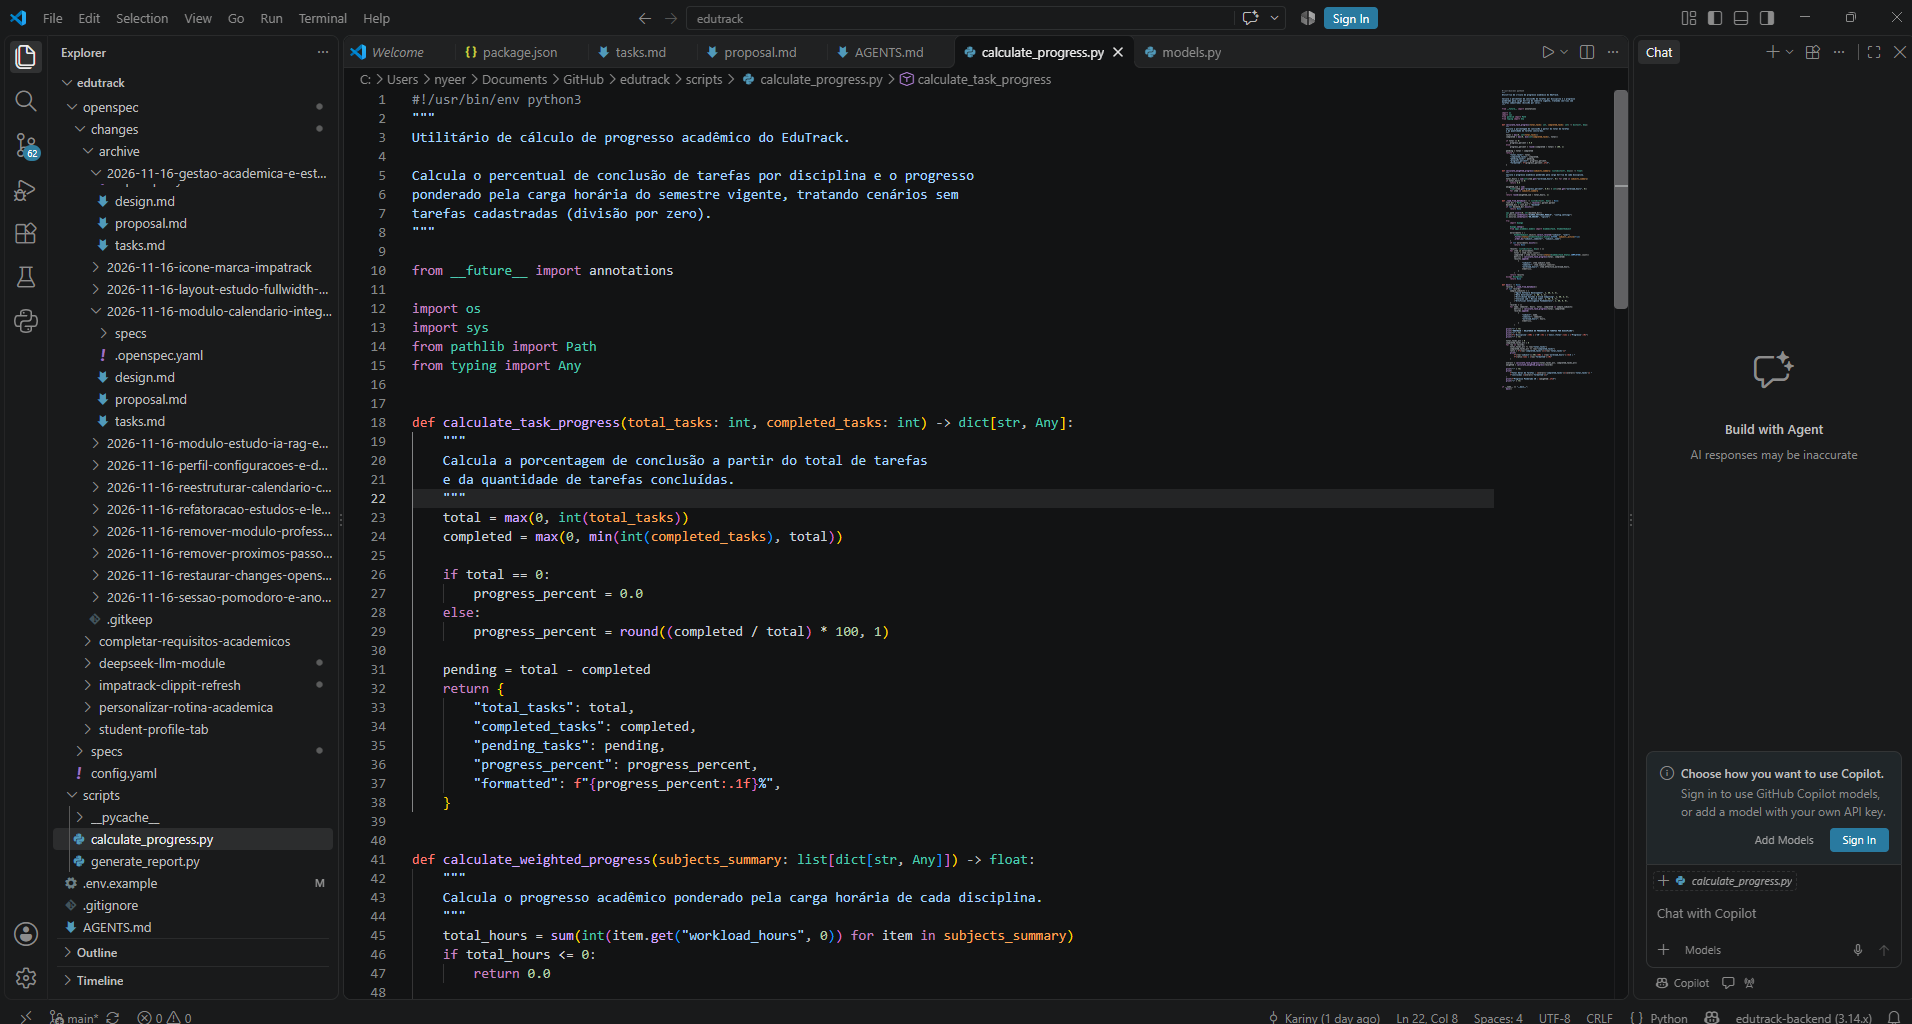 File Edit Selection View Go Run Terminal Help
edutrack
Sign In
Explorer
edutrack
openspec
changes
archive
2026-11-16-gestao-academica-e-est...
design.md
proposal.md
tasks.md
2026-11-16-icone-marca-impatrack
2026-11-16-layout-estudo-fullwidth-...
2026-11-16-modulo-calendario-integ...
specs
.openspec.yaml
design.md
proposal.md
tasks.md
2026-11-16-modulo-estudo-ia-rag-e...
2026-11-16-perfil-configuracoes-e-d...
2026-11-16-reestruturar-calendario-c...
2026-11-16-refatoracao-estudos-e-le...
2026-11-16-remover-modulo-profess...
2026-11-16-remover-proximos-passo...
2026-11-16-restaurar-changes-opens...
2026-11-16-sessao-pomodoro-e-ano...
.gitkeep
completar-requisitos-academicos
deepseek-llm-module
impatrack-clippit-refresh
personalizar-rotina-academica
student-profile-tab
specs
config.yaml
scripts
__pycache__
calculate_progress.py
generate_report.py
.env.example M
.gitignore
AGENTS.md
Outline
Timeline
62
Welcome package.json tasks.md proposal.md AGENTS.md calculate_progress.py models.py
C: > Users > nyeer > Documents > GitHub > edutrack > scripts > calculate_progress.py > calculate_task_progress
1 #!/usr/bin/env python3
2 """
3 Utilitário de cálculo de progresso acadêmico do EduTrack.
4
5 Calcula o percentual de conclusão de tarefas por disciplina e o progresso
6 ponderado pela carga horária do semestre vigente, tratando cenários sem
7 tarefas cadastradas (divisão por zero).
8 """
9
10 from __future__ import annotations
11
12 import os
13 import sys
14 from pathlib import Path
15 from typing import Any
16
17
18 def calculate_task_progress(total_tasks: int, completed_tasks: int) -> dict[str, Any]:
19 """
20 Calcula a porcentagem de conclusão a partir do total de tarefas
21 e da quantidade de tarefas concluídas.
22 """
23 total = max(0, int(total_tasks))
24 completed = max(0, min(int(completed_tasks), total))
25
26 if total == 0:
27 progress_percent = 0.0
28 else:
29 progress_percent = round((completed / total) * 100, 1)
30
31 pending = total - completed
32 return {
33 "total_tasks": total,
34 "completed_tasks": completed,
35 "pending_tasks": pending,
36 "progress_percent": progress_percent,
37 "formatted": f"{progress_percent:.1f}%",
38 }
39
40
41 def calculate_weighted_progress(subjects_summary: list[dict[str, Any]]) -> float:
42 """
43 Calcula o progresso acadêmico ponderado pela carga horária de cada disciplina.
44 """
45 total_hours = sum(int(item.get("workload_hours", 0)) for item in subjects_summary)
46 if total_hours <= 0:
47 return 0.0
48
Chat
Build with Agent
AI responses may be inaccurate
Choose how you want to use Copilot.
Sign in to use GitHub Copilot models,
or add a model with your own API key.
Add Models Sign In
calculate_progress.py
Chat with Copilot
Models
Copilot
main* 0 0 Kariny (1 day ago) Ln 22, Col 8 Spaces: 4 UTF-8 CRLF { } Python edutrack-backend (3.14.x)